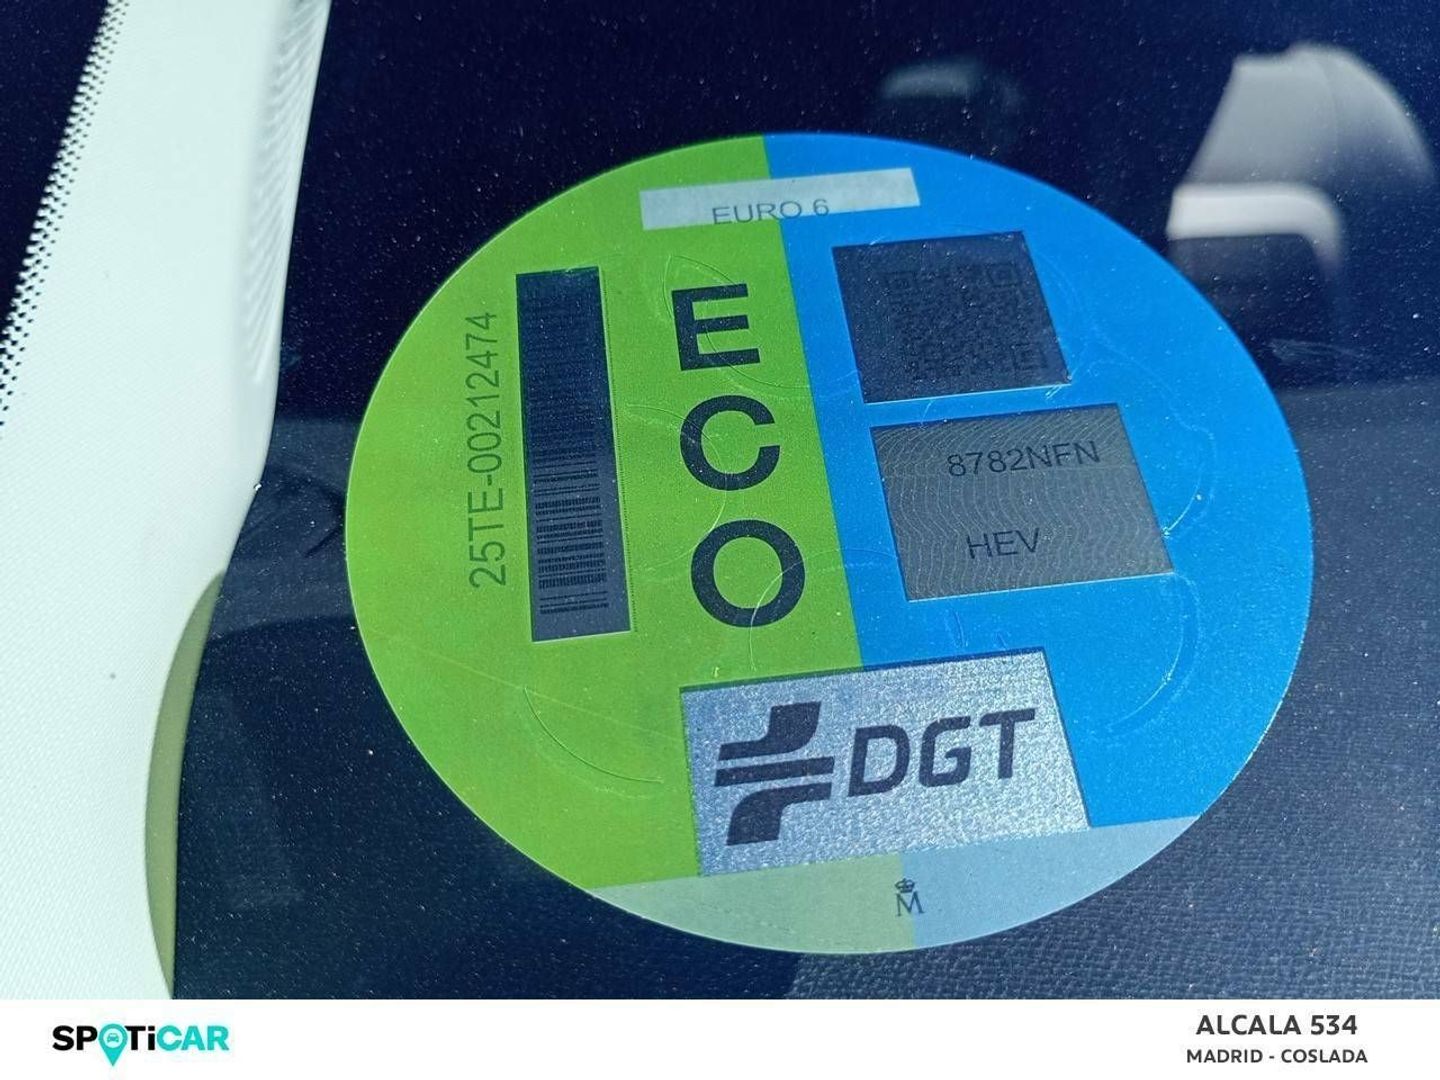 EURO 6
25TE-00212474
ECO
8782NFN
HEV
DGT
M
SPOTiCAR
ALCALA 534
MADRID - COSLADA